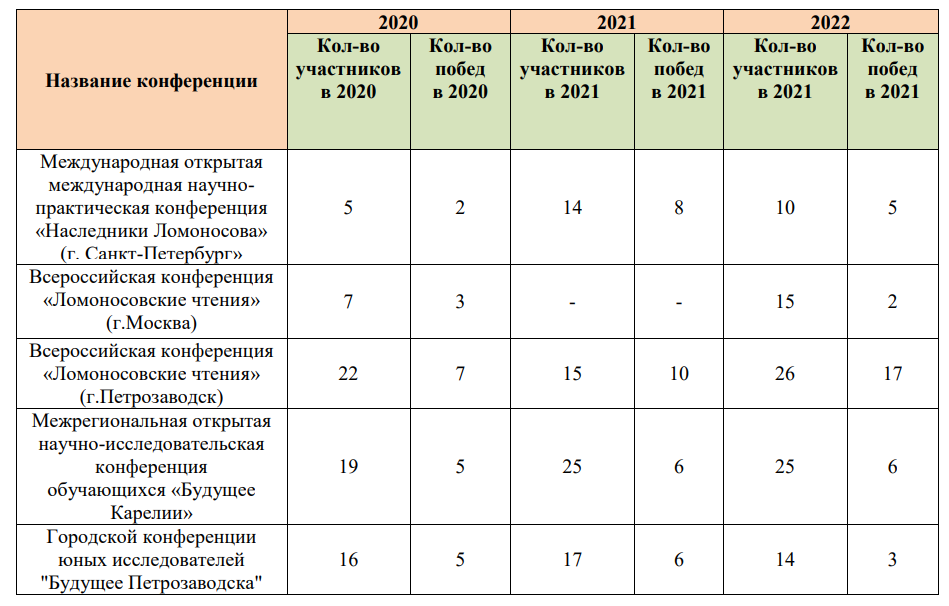 Название конференции
2020
2021
2022
Кол-во
участников
в 2020
Кол-во
побед
в 2020
Кол-во
участников
в 2021
Кол-во
побед
в 2021
Кол-во
участников
в 2021
Кол-во
побед
в 2021
Международная открытая
международная научно-
практическая конференция
«Наследники Ломоносова»
(г. Санкт-Петербург»
5
2
14
8
10
5
Всероссийская конференция
«Ломоносовские чтения»
(г.Москва)
7
3
-
-
15
2
Всероссийская конференция
«Ломоносовские чтения»
(г.Петрозаводск)
22
7
15
10
26
17
Межрегиональная открытая
научно-исследовательская
конференция
обучающихся «Будущее
Карелии»
19
5
25
6
25
6
Городской конференции
юных исследователей
"Будущее Петрозаводска"
16
5
17
6
14
3